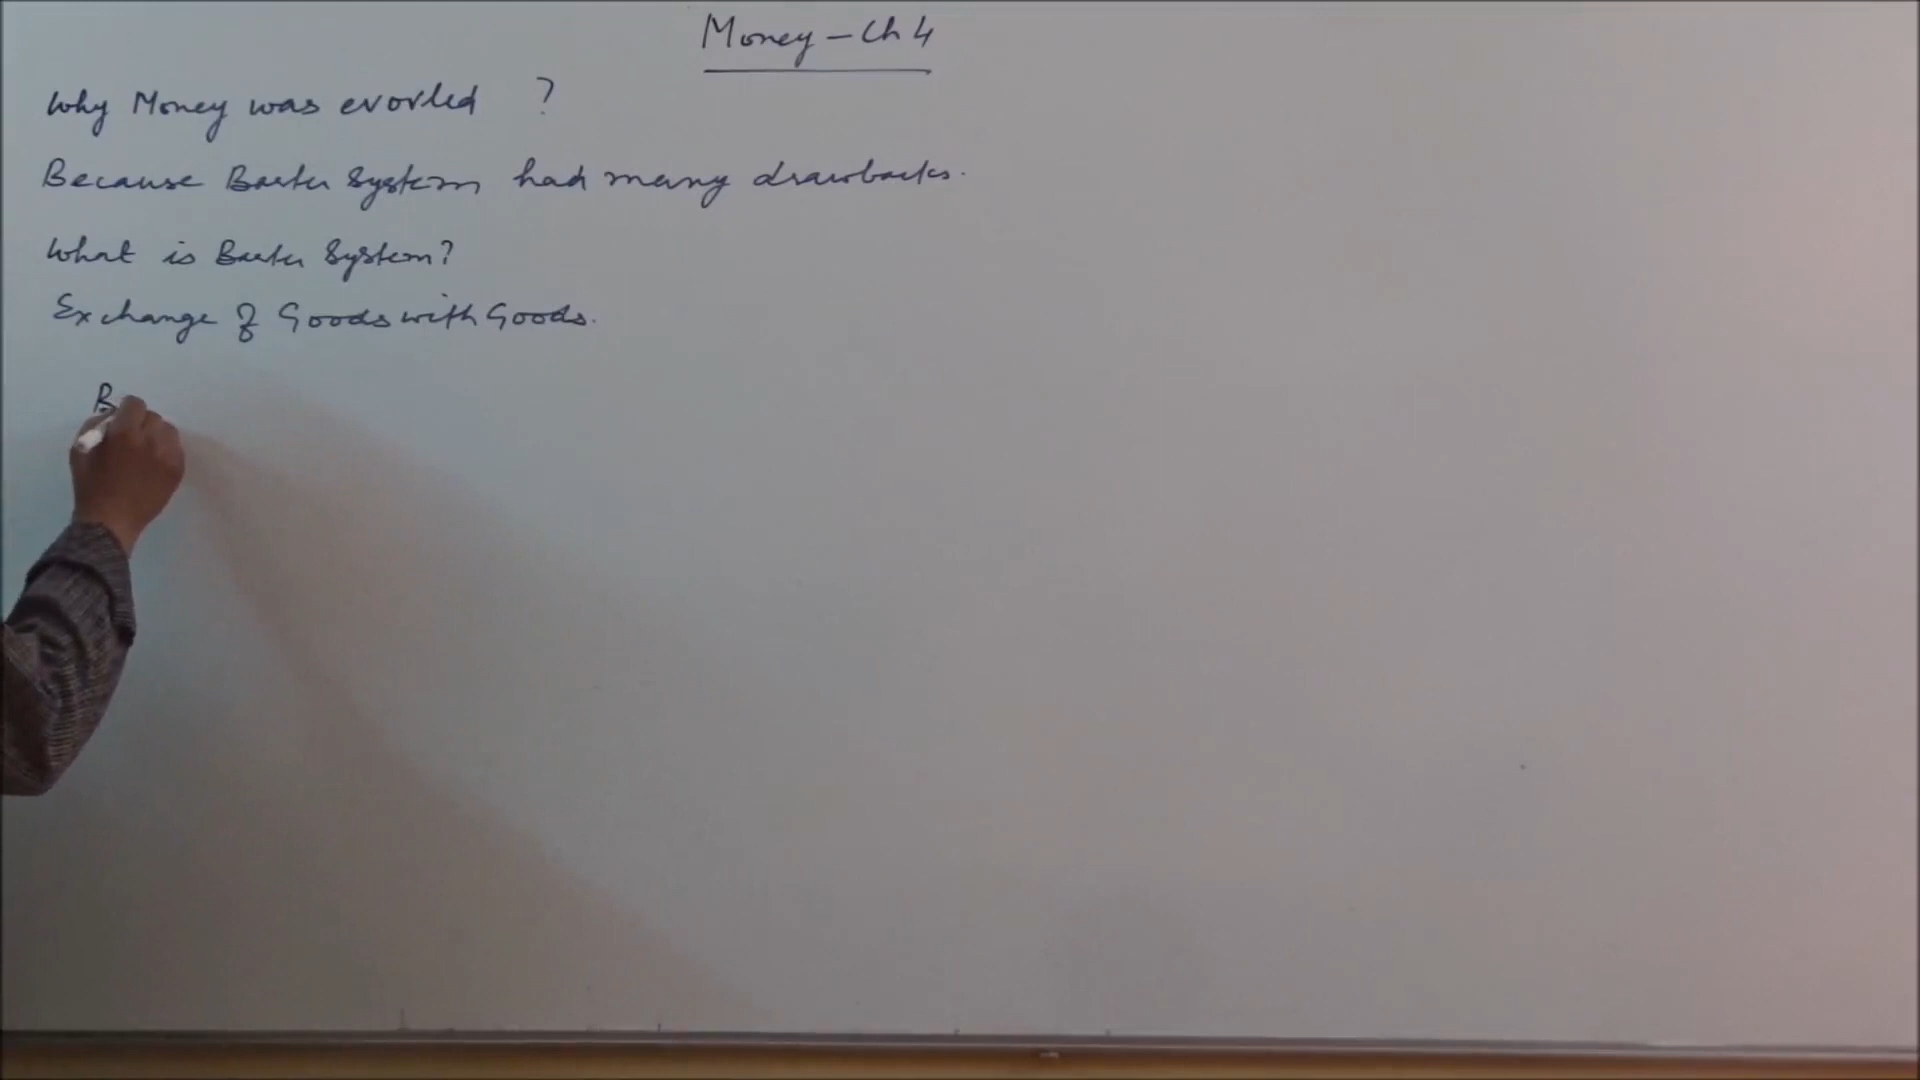 Money - Ch 4
Why Money was evovled ?
Because Barter System had many drawbacks.
What is Barter System?
Exchange of Goods with Goods.
B